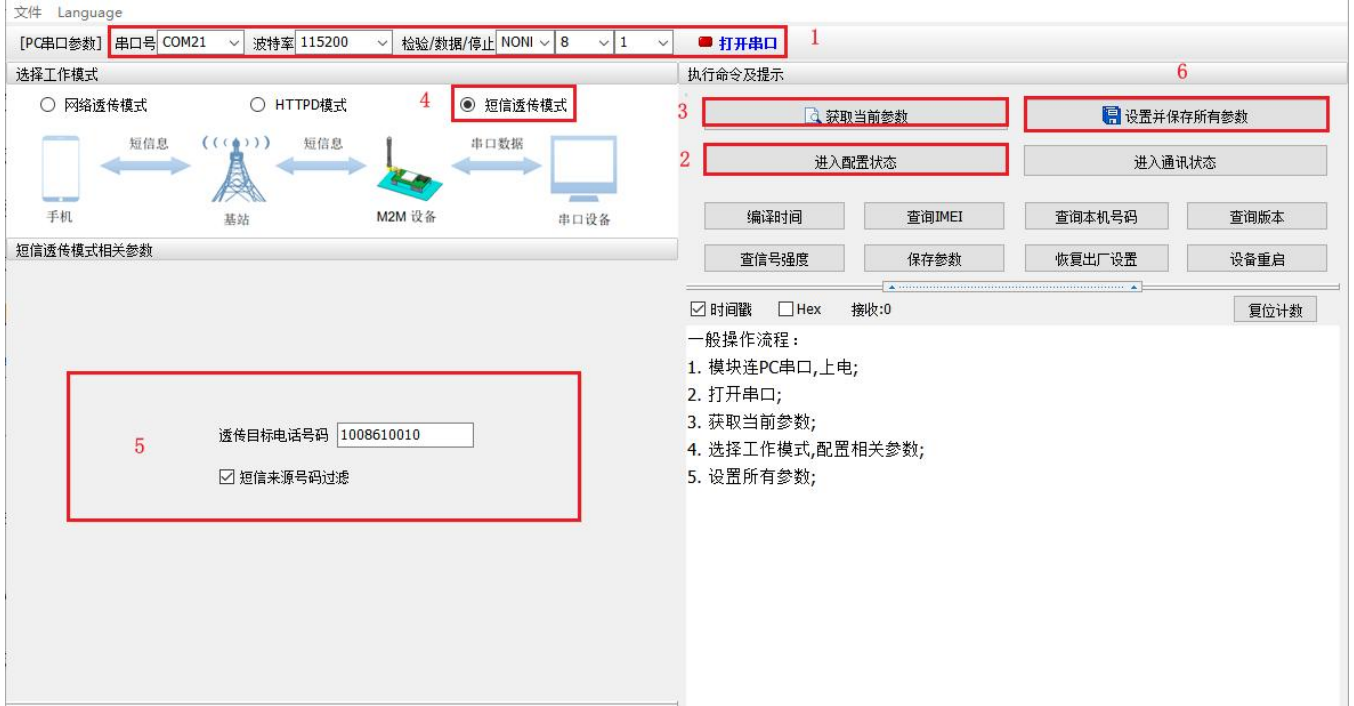 文件 Language
[PC串口参数] 串口号 COM21 波特率 115200 检验/数据/停止 NONI 8 1 打开串口 1
选择工作模式
网络透传模式 HTTPD模式 4 短信透传模式
短信息 短信息 串口数据
手机 基站 M2M 设备 串口设备
短信透传模式相关参数
5
透传目标电话号码 1008610010
短信来源号码过滤
执行命令及提示 6
3 获取当前参数 设置并保存所有参数
2 进入配置状态 进入通讯状态
编译时间 查询IMEI 查询本机号码 查询版本
查信号强度 保存参数 恢复出厂设置 设备重启
时间戳 Hex 接收:0 复位计数
一般操作流程：
1. 模块连PC串口,上电;
2. 打开串口;
3. 获取当前参数;
4. 选择工作模式,配置相关参数;
5. 设置所有参数;